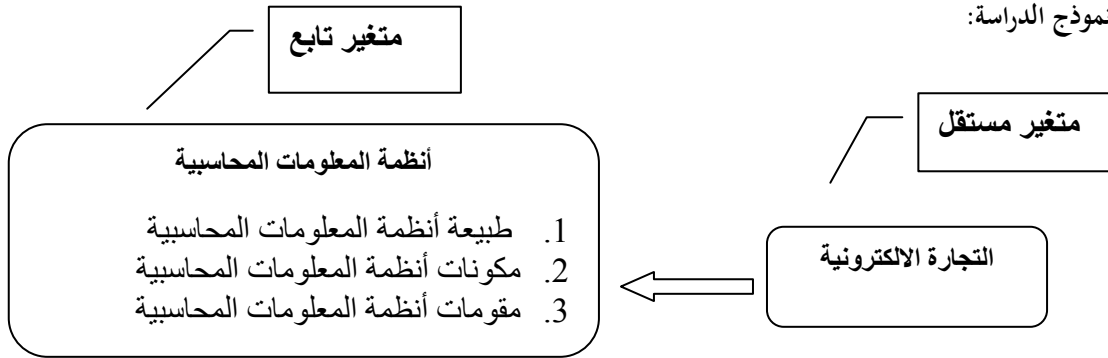 نموذج الدراسة:
متغير تابع
متغير مستقل
أنظمة المعلومات المحاسبية
1. طبيعة أنظمة المعلومات المحاسبية
2. مكونات أنظمة المعلومات المحاسبية
3. مقومات أنظمة المعلومات المحاسبية
التجارة الالكترونية